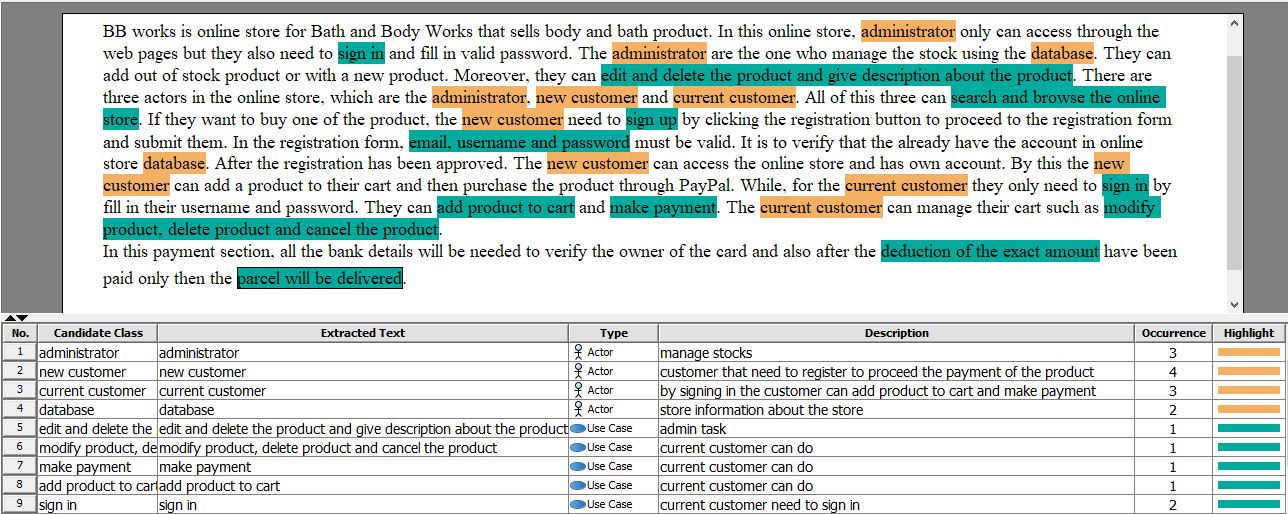 BB works is online store for Bath and Body Works that sells body and bath product. In this online store, administrator only can access through the
web pages but they also need to sign in and fill in valid password. The administrator are the one who manage the stock using the database. They can
add out of stock product or with a new product. Moreover, they can edit and delete the product and give description about the product. There are
three actors in the online store, which are the administrator, new customer and current customer. All of this three can search and browse the online
store. If they want to buy one of the product, the new customer need to sign up by clicking the registration button to proceed to the registration form
and submit them. In the registration form, email, username and password must be valid. It is to verify that the already have the account in online
store database. After the registration has been approved. The new customer can access the online store and has own account. By this the new
customer can add a product to their cart and then purchase the product through PayPal. While, for the current customer they only need to sign in by
fill in their username and password. They can add product to cart and make payment. The current customer can manage their cart such as modify
product, delete product and cancel the product.
In this payment section, all the bank details will be needed to verify the owner of the card and also after the deduction of the exact amount have been
paid only then the parcel will be delivered.
No. Candidate Class Extracted Text Type Description Occurrence Highlight
1 administrator administrator Actor manage stocks 3
2 new customer new customer Actor customer that need to register to proceed the payment of the product 4
3 current customer current customer Actor by signing in the customer can add product to cart and make payment 3
4 database database Actor store information about the store 2
5 edit and delete the edit and delete the product and give description about the product Use Case admin task 1
6 modify product, de modify product, delete product and cancel the product Use Case current customer can do 1
7 make payment make payment Use Case current customer can do 1
8 add product to cart add product to cart Use Case current customer can do 1
9 sign in sign in Use Case current customer need to sign in 2